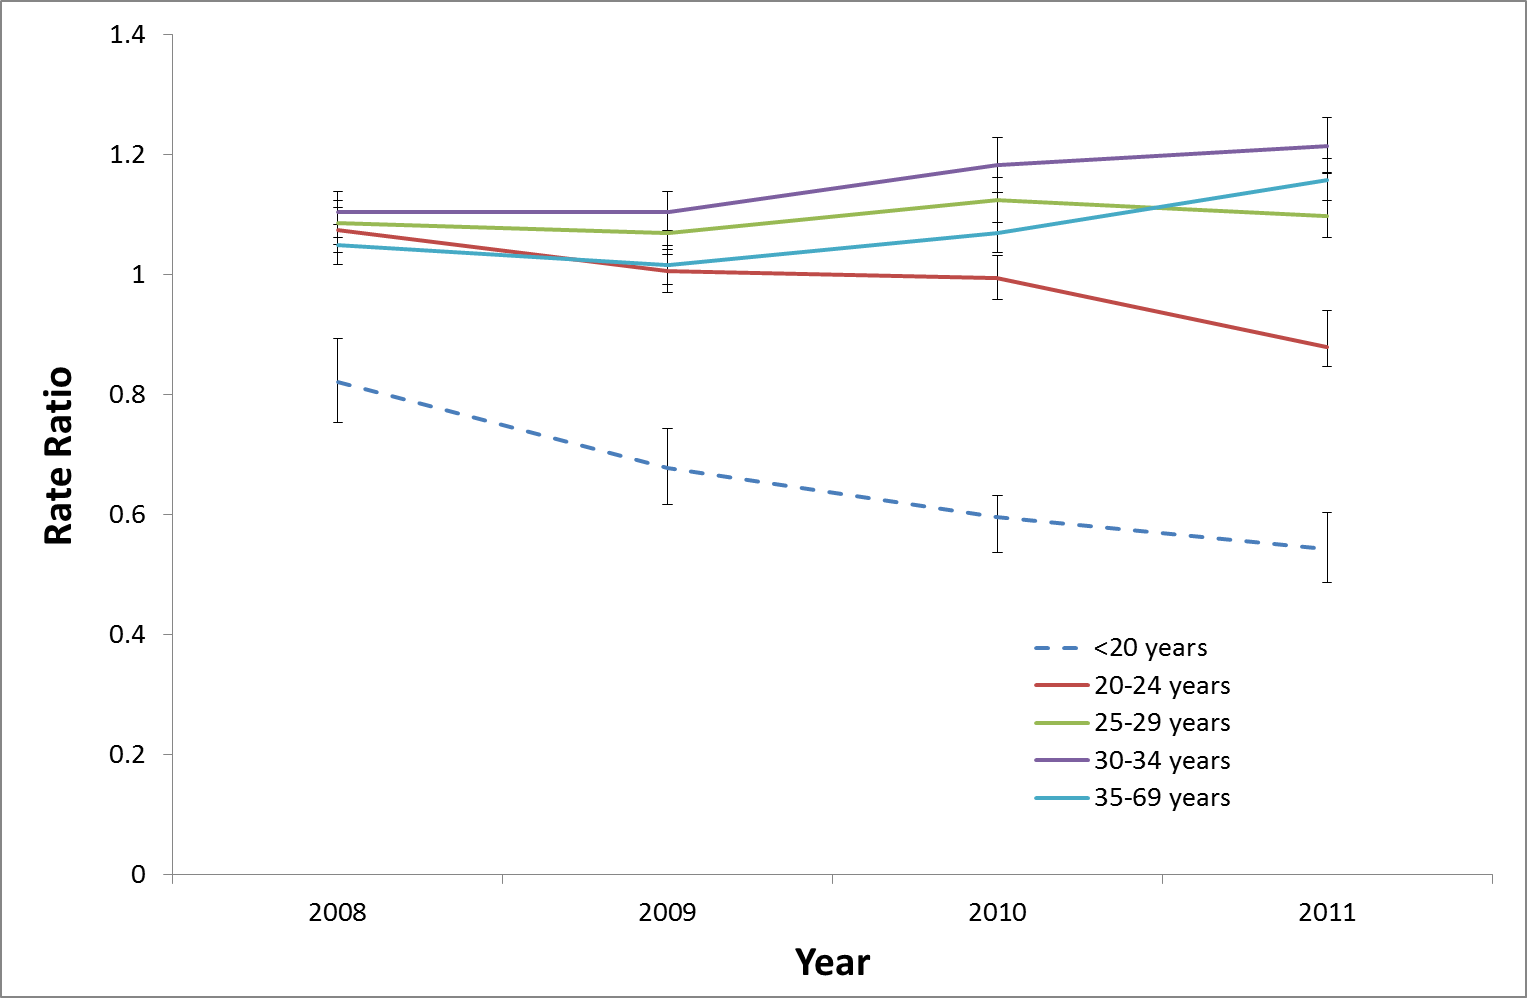 1.4
1.2
1
0.8
0.6
0.4
0.2
0
Rate Ratio
<20 years
20-24 years
25-29 years
30-34 years
35-69 years
2008 2009 2010 2011
Year